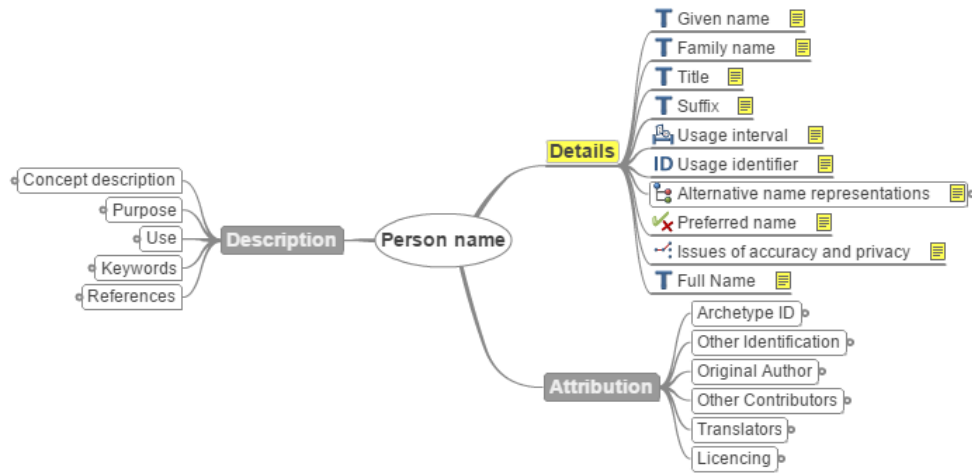 Given name
Family name
Title
Suffix
Usage interval
ID Usage identifier
Alternative name representations
Preferred name
Issues of accuracy and privacy
Full Name
Details
Concept description
Purpose
Use
Keywords
References
Description
Person name
Attribution
Archetype ID
Other Identification
Original Author
Other Contributors
Translators
Licencing